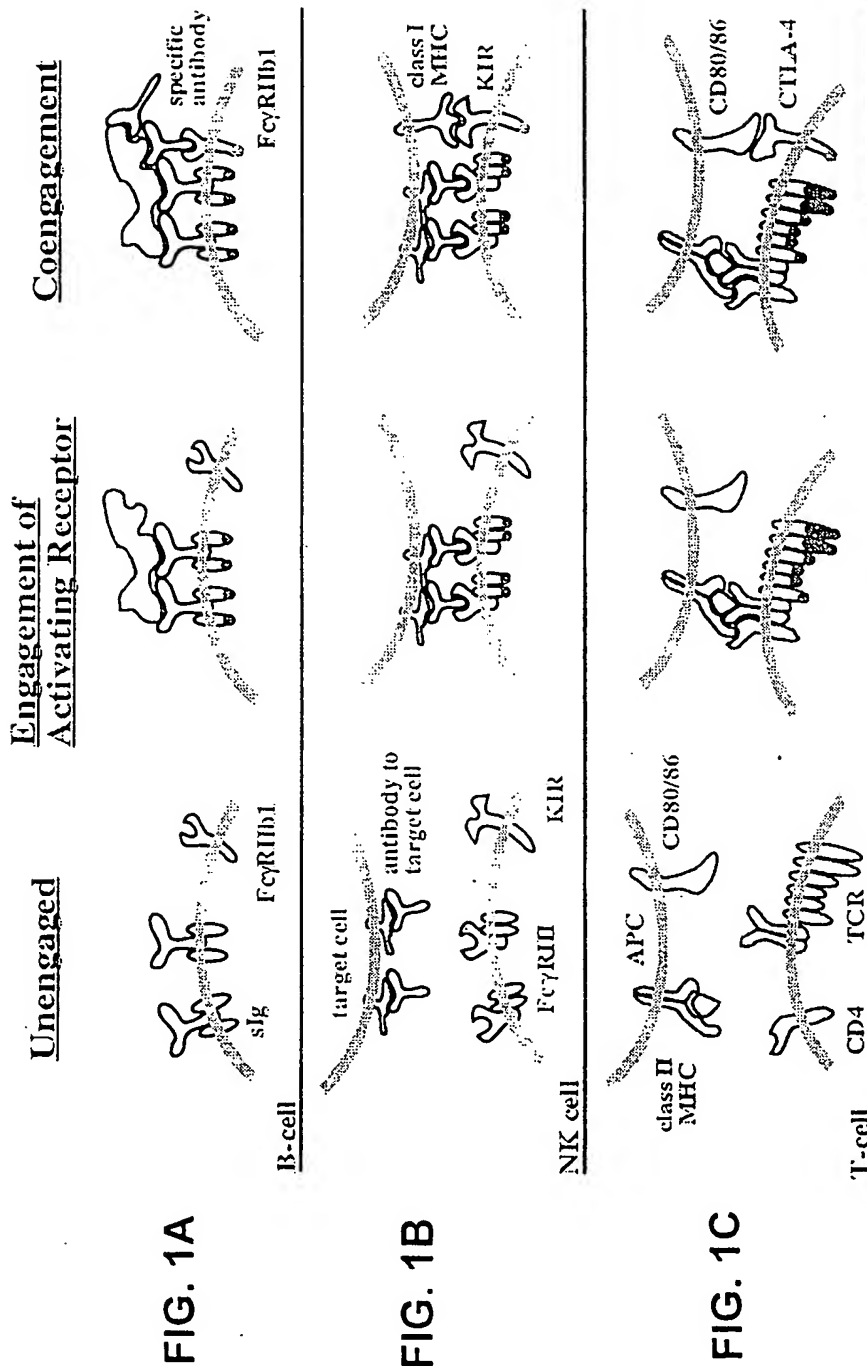 Unengaged
Engagement of
Activating Receptor
Coengagement
FIG. 1A
sIg
FcγRIIb1
specific
antibody
FcγRIIb1
B-cell
FIG. 1B
target cell
antibody to
target cell
FcγRIII
KIR
class I
MHC
KIR
NK cell
FIG. 1C
class II
MHC
APC
CD80/86
CD4
TCR
CD80/86
CTLA-4
T-cell